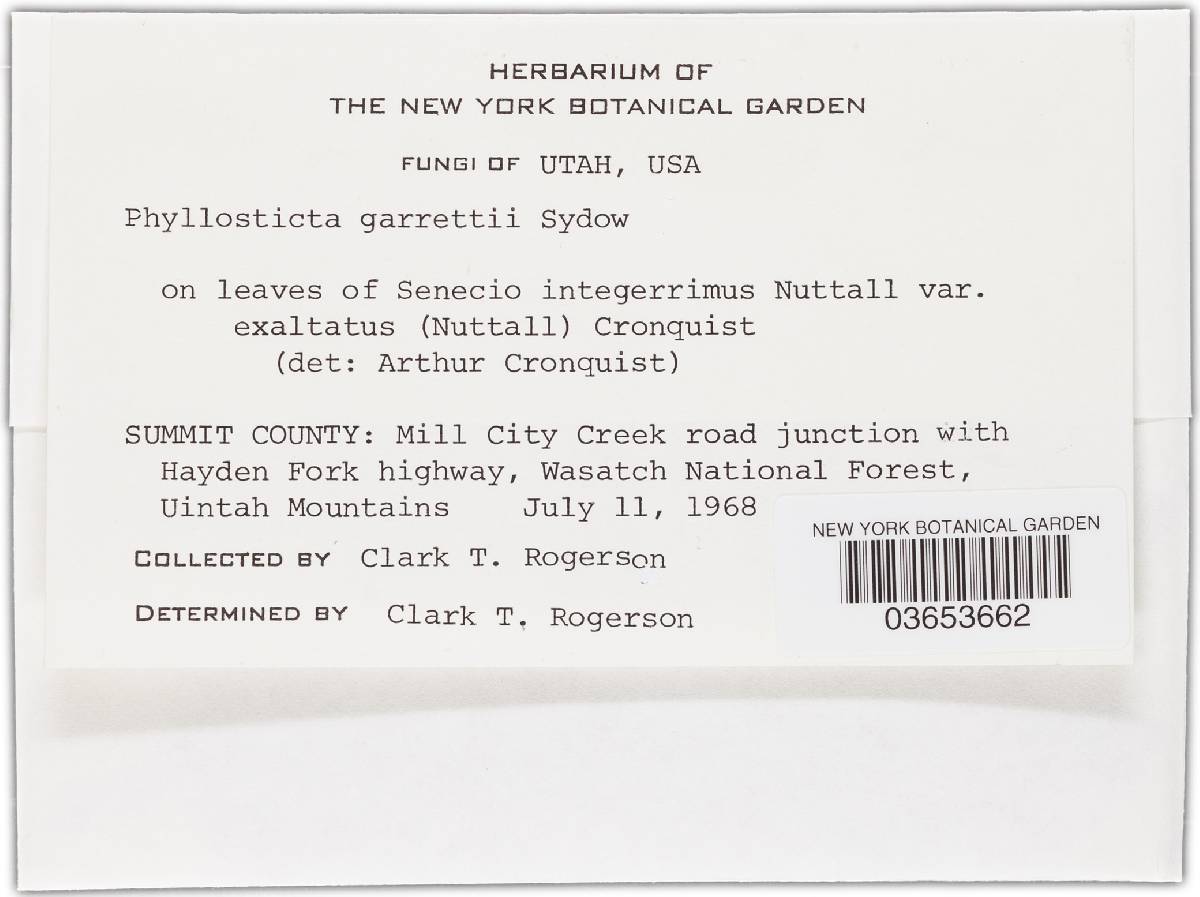 HERBARIUM OF
THE NEW YORK BOTANICAL GARDEN
FUNGI OF UTAH, USA
Phyllosticta garrettii Sydow
on leaves of Senecio integerrimus Nuttall var.
exaltatus (Nuttall) Cronquist
(det: Arthur Cronquist)
SUMMIT COUNTY: Mill City Creek road junction with
Hayden Fork highway, Wasatch National Forest,
Uintah Mountains    July 11, 1968
COLLECTED BY Clark T. Rogerson
DETERMINED BY Clark T. Rogerson
NEW YORK BOTANICAL GARDEN
03653662